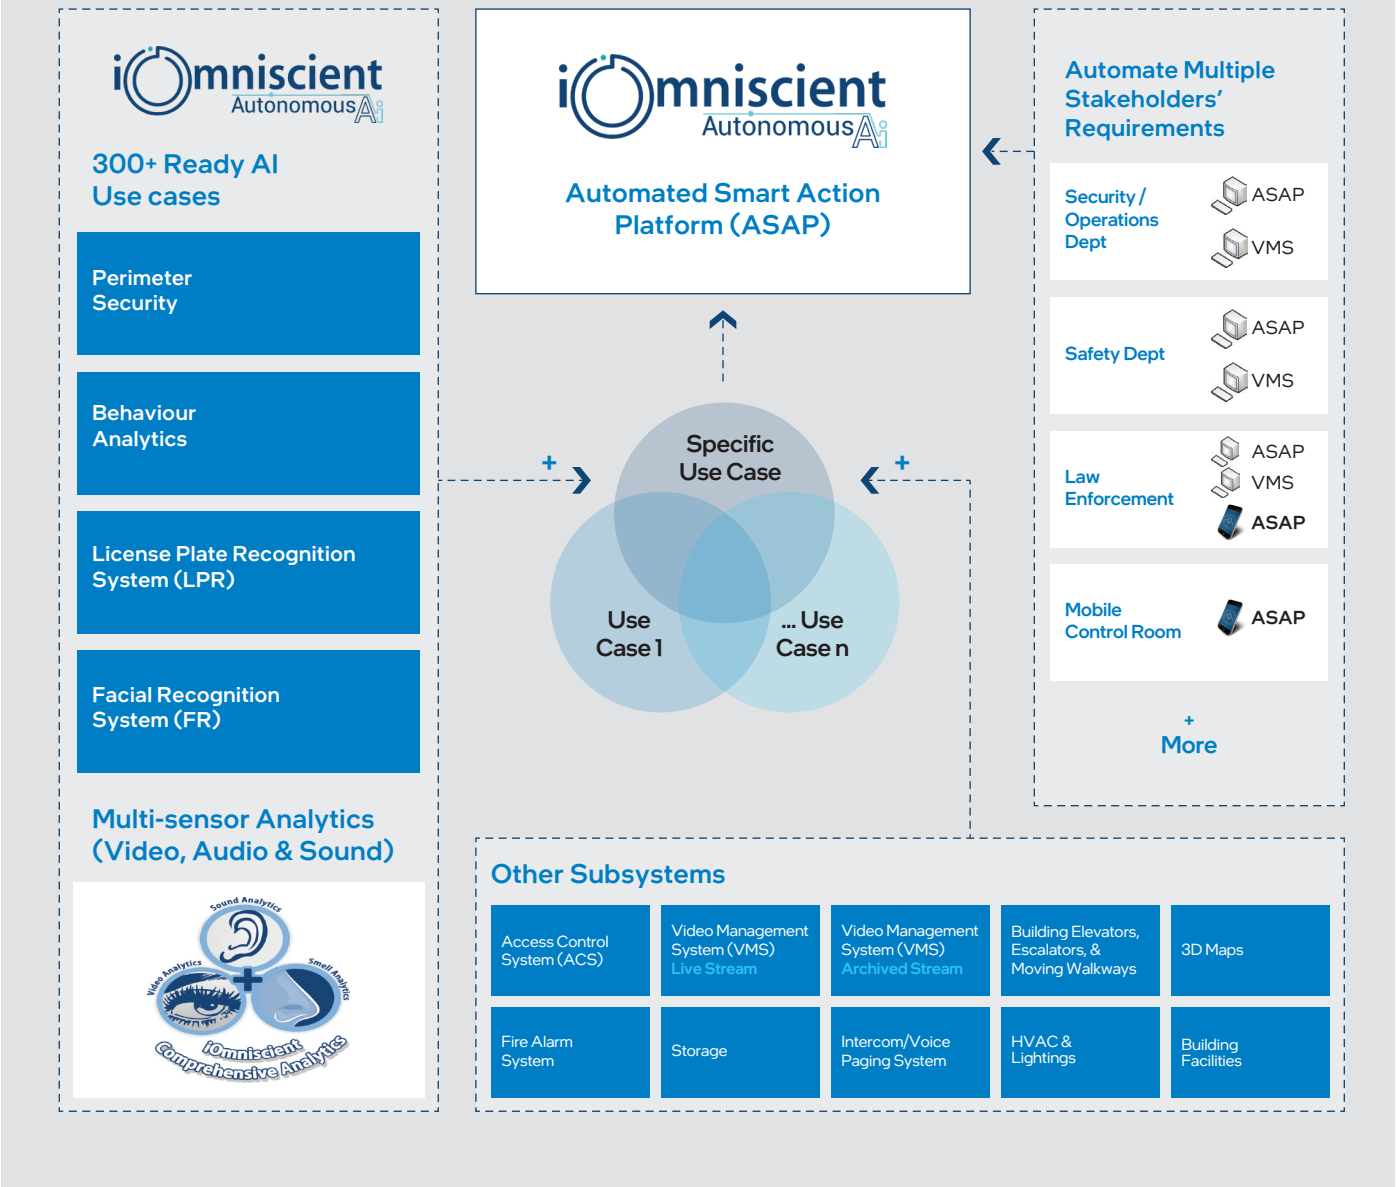 iOmniscient
Autonomous Ai
300+ Ready AI
Use cases
Perimeter
Security
Behaviour
Analytics
License Plate Recognition
System (LPR)
Facial Recognition
System (FR)
Multi-sensor Analytics
(Video, Audio & Sound)
Sound Analytics
Video Analytics
Smell Analytics
iOmniscient
Comprehensive Analytics
iOmniscient
Autonomous Ai
Automated Smart Action
Platform (ASAP)
+
+
Specific
Use Case
Use
Case 1
... Use
Case n
Automate Multiple
Stakeholders’
Requirements
Security /
Operations
Dept
ASAP
VMS
Safety Dept
ASAP
VMS
Law
Enforcement
ASAP
VMS
ASAP
Mobile
Control Room
ASAP
+
More
Other Subsystems
Access Control
System (ACS)
Video Management
System (VMS)
Live Stream
Video Management
System (VMS)
Archived Stream
Building Elevators,
Escalators, &
Moving Walkways
3D Maps
Fire Alarm
System
Storage
Intercom/Voice
Paging System
HVAC &
Lightings
Building
Facilities